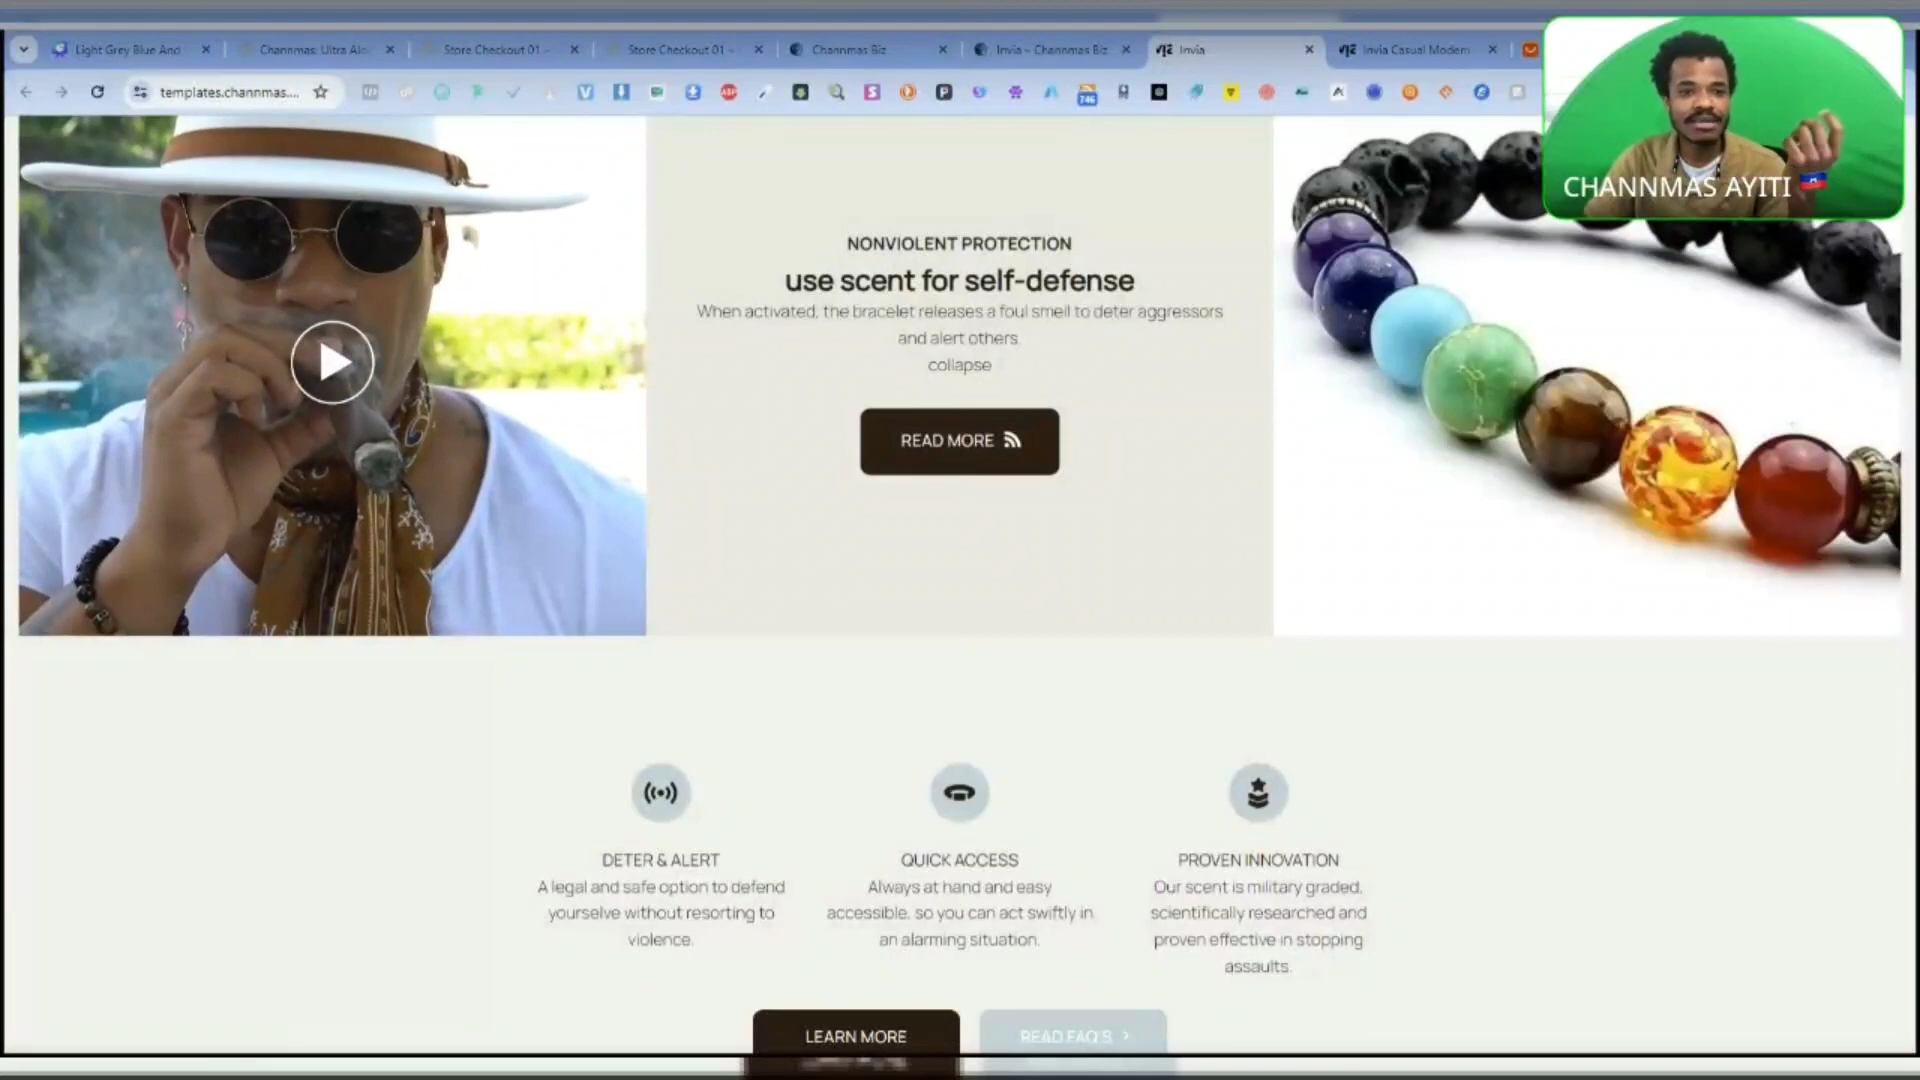 Light Grey Blue And
Channmas: Ultra
Store Checkout 01 -
Store Checkout 01 -
Channmas Biz
Invia – Channmas Biz
Invia
Invia Casual Modern
templates.channmas....
ABP
746
CHANNMAS AYITI
NONVIOLENT PROTECTION
use scent for self-defense
When activated, the bracelet releases a foul smell to deter aggressors
and alert others.
collapse
READ MORE
DETER & ALERT
A legal and safe option to defend
yourselve without resorting to
violence.
QUICK ACCESS
Always at hand and easy
accessible, so you can act swiftly in
an alarming situation.
PROVEN INNOVATION
Our scent is military graded,
scientifically researched and
proven effective in stopping
assaults.
LEARN MORE
READ FAQ'S